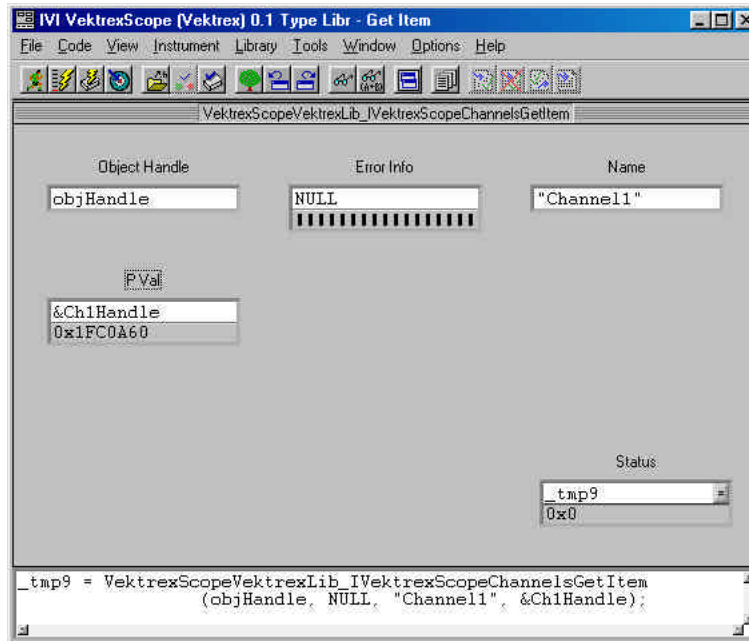 IVI VektrexScope (Vektrex) 0.1 Type Libr - Get Item
File Code View Instrument Library Tools Window Options Help
VektrexScopeVektrexLib_IVektrexScopeChannelsGetItem
Object Handle Error Info Name
objHandle NULL "Channel1"
P Val
&Ch1Handle
0x1FC0A60
Status
_tmp9
0x0
_tmp9 = VektrexScopeVektrexLib_IVektrexScopeChannelsGetItem
(objHandle, NULL, "Channel1", &Ch1Handle);